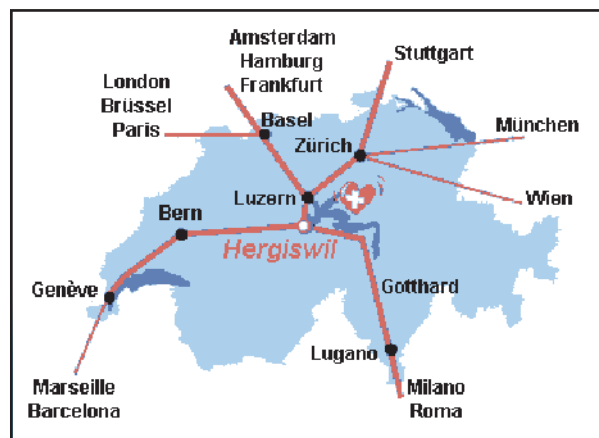 Amsterdam
Hamburg
Frankfurt
Stuttgart
London
Brüssel
Paris
Basel
Zürich
München
Luzern
Wien
Bern
Hergiswil
Genève
Gotthard
Lugano
Marseille
Barcelona
Milano
Roma